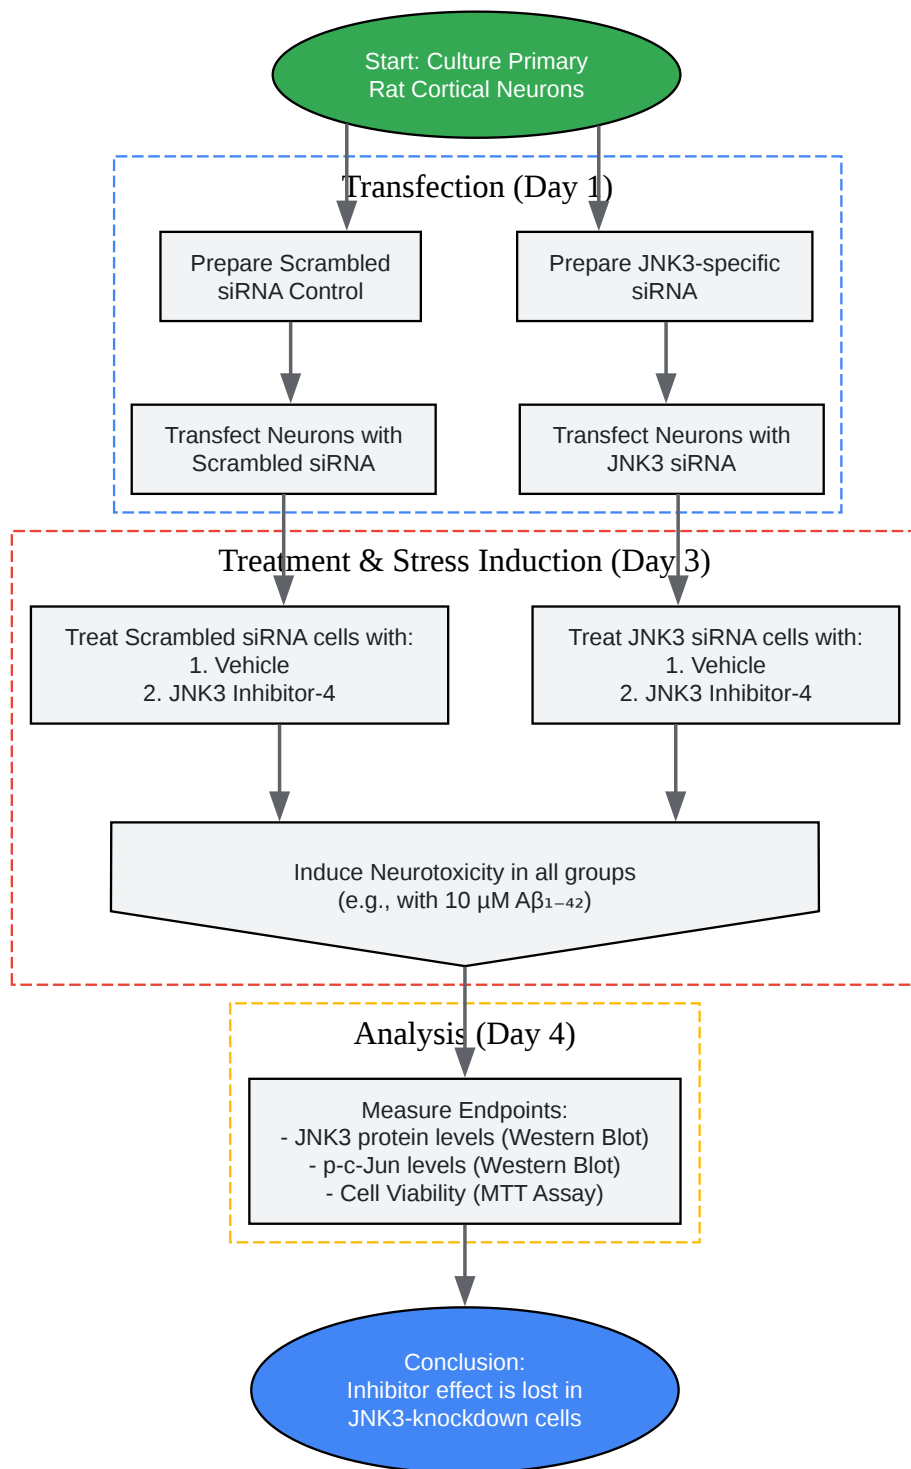 Start: Culture Primary
Rat Cortical Neurons
Transfection (Day 1)
Prepare Scrambled
siRNA Control
Prepare JNK3-specific
siRNA
Transfect Neurons with
Scrambled siRNA
Transfect Neurons with
JNK3 siRNA
Treatment & Stress Induction (Day 3)
Treat Scrambled siRNA cells with:
1. Vehicle
2. JNK3 Inhibitor-4
Treat JNK3 siRNA cells with:
1. Vehicle
2. JNK3 Inhibitor-4
Induce Neurotoxicity in all groups
(e.g., with 10 µM Aβ₁₋₄₂)
Analysis (Day 4)
Measure Endpoints:
- JNK3 protein levels (Western Blot)
- p-c-Jun levels (Western Blot)
- Cell Viability (MTT Assay)
Conclusion:
Inhibitor effect is lost in
JNK3-knockdown cells